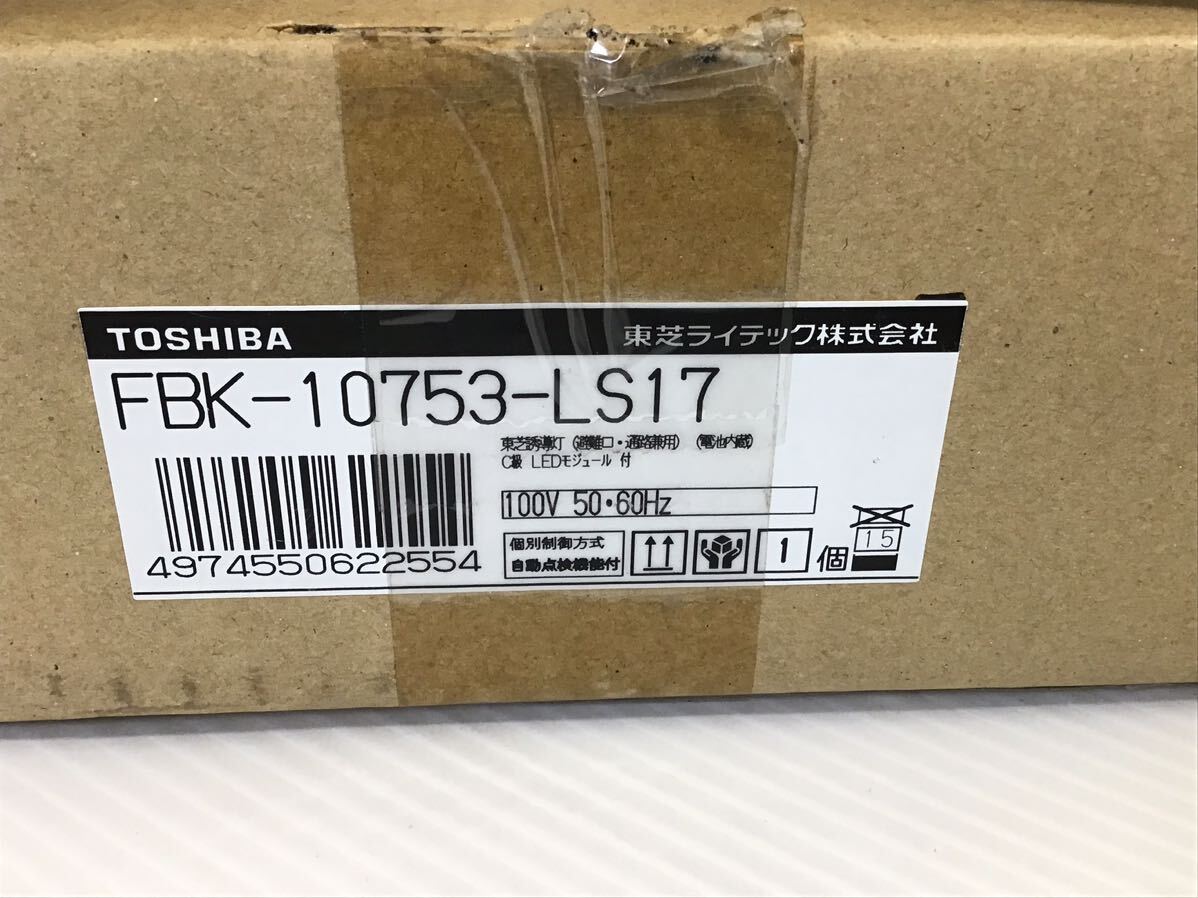 TOSHIBA 東芝ライテック株式会社
FBK-10753-LS17
東芝誘導灯 (避難口・通路兼用) (電池内蔵)
C級 LEDモジュール 付
100V 50・60Hz
個別制御方式
自動点検機能付
1 個
15
4974550622554